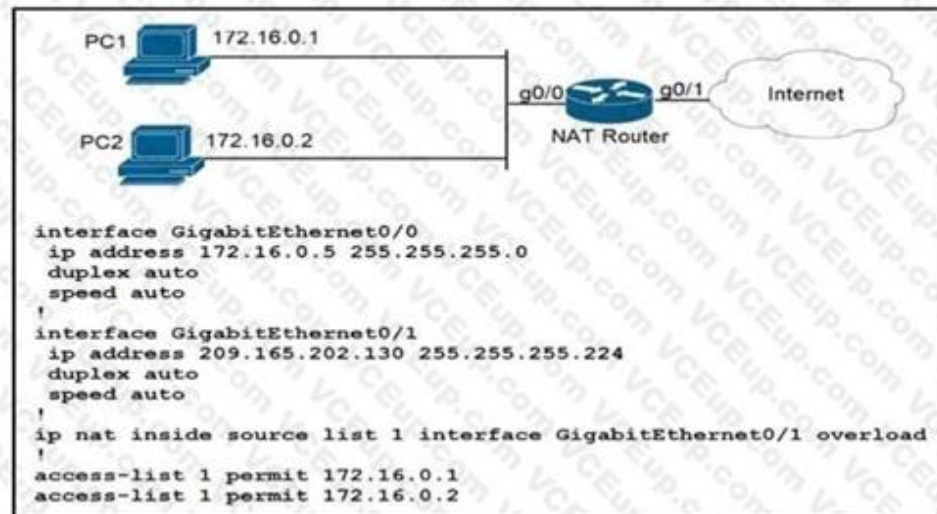 PC1 172.16.0.1
g0/0 g0/1 Internet
NAT Router
PC2 172.16.0.2
interface GigabitEthernet0/0
ip address 172.16.0.5 255.255.255.0
duplex auto
speed auto
!
interface GigabitEthernet0/1
ip address 209.165.202.130 255.255.255.224
duplex auto
speed auto
!
ip nat inside source list 1 interface GigabitEthernet0/1 overload
!
access-list 1 permit 172.16.0.1
access-list 1 permit 172.16.0.2
VCEup.com